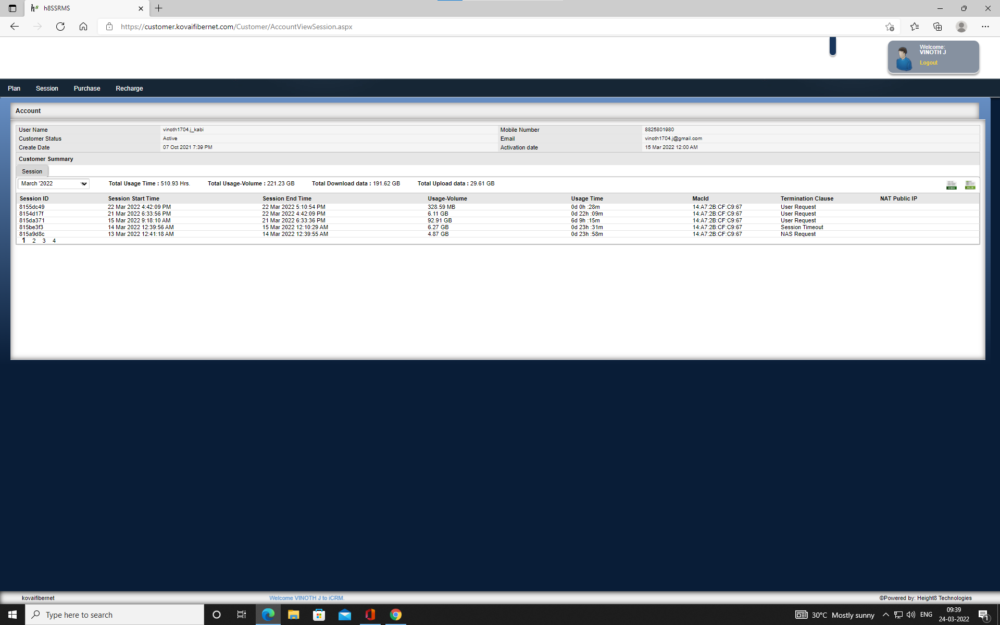 h8SSRMS
https://customer.kovaifibernet.com/Customer/AccountViewSession.aspx
Welcome:
VINOTH J
Logout
Plan Session Purchase Recharge
Account
User Name vinoth1704.j_kabi Mobile Number 8825801980
Customer Status Active Email vinoth1704.j@gmail.com
Create Date 07 Oct 2021 7:39 PM Activation date 15 Mar 2022 12:00 AM
Customer Summary
Session
March '2022 Total Usage Time : 510.93 Hrs. Total Usage-Volume : 221.23 GB Total Download data : 191.62 GB Total Upload data : 29.61 GB
Session ID Session Start Time Session End Time Usage-Volume Usage Time MacId Termination Clause NAT Public IP
8155dc49 22 Mar 2022 4:42:09 PM 22 Mar 2022 5:10:54 PM 328.59 MB 0d 0h :28m 14:A7:2B:CF:C9:67 User Request
8154d17f 21 Mar 2022 6:33:56 PM 22 Mar 2022 4:42:09 PM 6.11 GB 0d 22h :09m 14:A7:2B:CF:C9:67 User Request
815da371 15 Mar 2022 9:18:10 AM 21 Mar 2022 6:33:36 PM 92.91 GB 6d 9h :15m 14:A7:2B:CF:C9:67 User Request
815be3f3 14 Mar 2022 12:39:56 AM 15 Mar 2022 12:10:29 AM 6.27 GB 0d 23h :31m 14:A7:2B:CF:C9:67 Session Timeout
815a9d8c 13 Mar 2022 12:41:18 AM 14 Mar 2022 12:39:55 AM 4.87 GB 0d 23h :58m 14:A7:2B:CF:C9:67 NAS Request
1 2 3 4
kovaifibernet Welcome VINOTH J to iCRM. ©Powered by: Height8 Technologies
Type here to search 30°C Mostly sunny ENG 09:39
24-03-2022 1